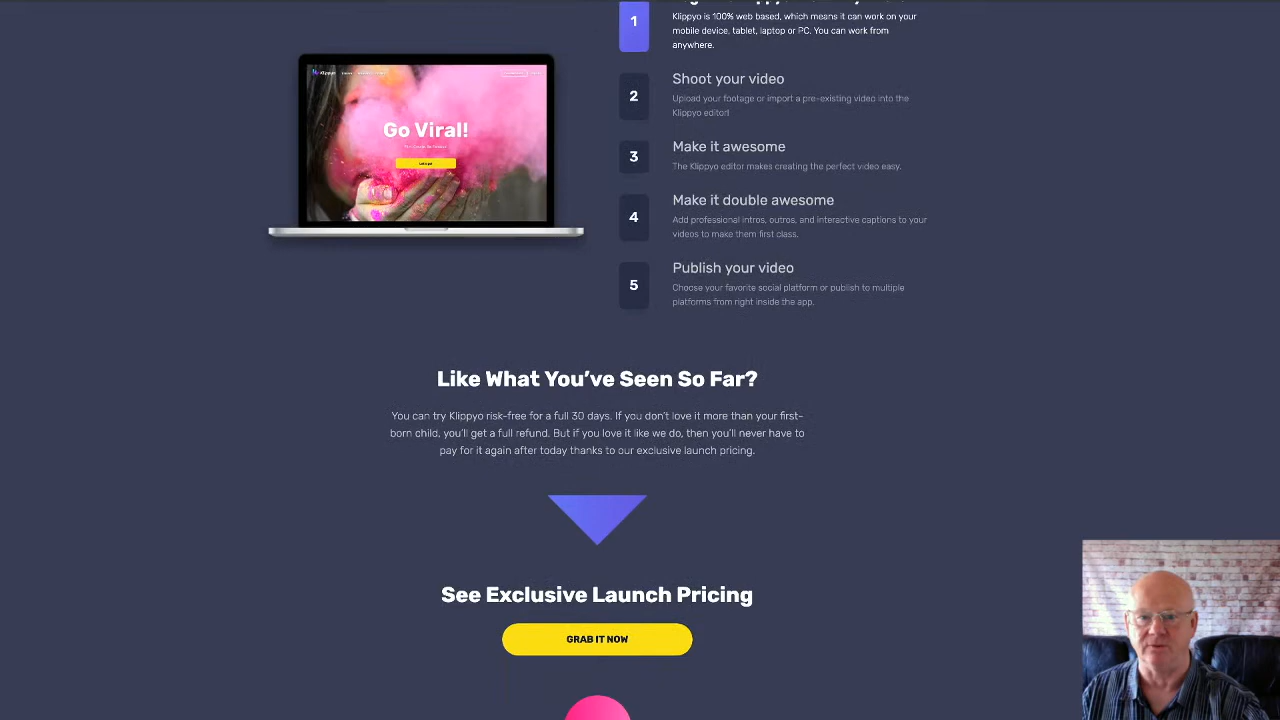 1
Klippyo is 100% web based, which means it can work on your
mobile device, tablet, laptop or PC. You can work from
anywhere.
Klippyo
Go Viral!
2
Shoot your video
Upload your footage or import a pre-existing video into the
Klippyo editor!
3
Make it awesome
The Klippyo editor makes creating the perfect video easy.
4
Make it double awesome
Add professional intros, outros, and interactive captions to your
videos to make them first class.
5
Publish your video
Choose your favorite social platform or publish to multiple
platforms from right inside the app.
Like What You've Seen So Far?
You can try Klippyo risk-free for a full 30 days. If you don't love it more than your first-
born child, you'll get a full refund. But if you love it like we do, then you'll never have to
pay for it again after today thanks to our exclusive launch pricing.
See Exclusive Launch Pricing
GRAB IT NOW